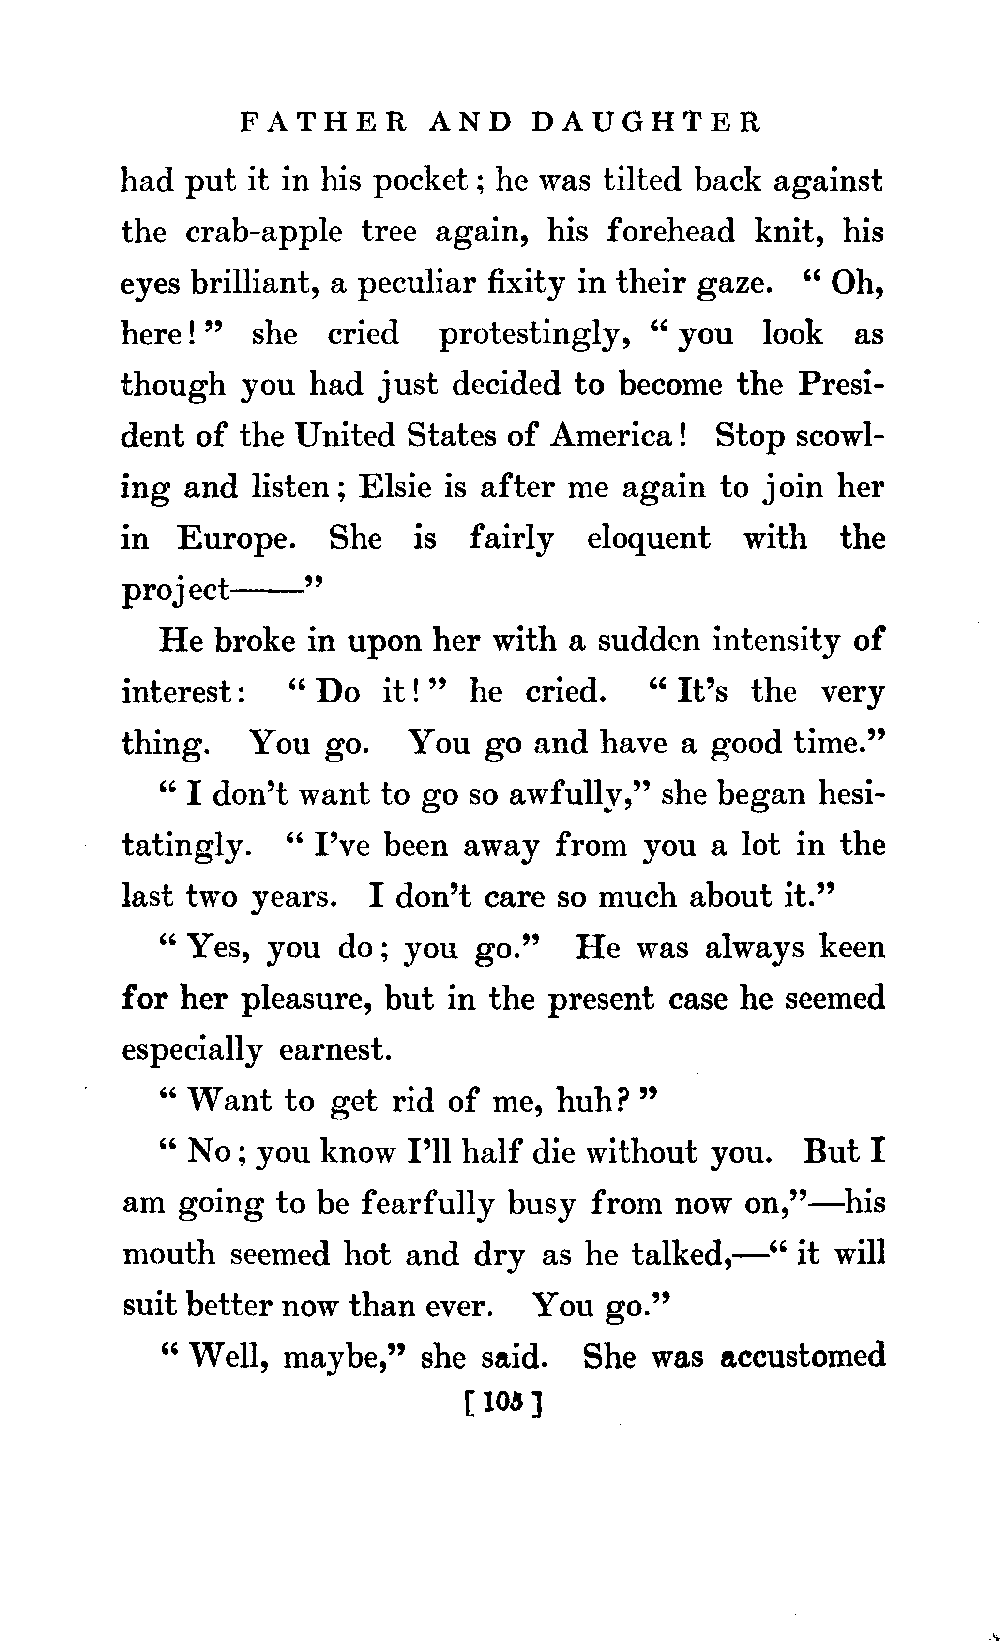 FATHER AND DAUGHTER
had put it in his pocket; he was tilted back against
the crab-apple tree again, his forehead knit, his
eyes brilliant, a peculiar fixity in their gaze. “Oh,
here!” she cried protestingly, “you look as
though you had just decided to become the Presi-
dent of the United States of America! Stop scowl-
ing and listen; Elsie is after me again to join her
in Europe. She is fairly eloquent with the
project——”
He broke in upon her with a sudden intensity of
interest: “Do it!” he cried. “It’s the very
thing. You go. You go and have a good time.”
“I don’t want to go so awfully,” she began hesi-
tatingly. “I’ve been away from you a lot in the
last two years. I don’t care so much about it.”
“Yes, you do; you go.” He was always keen
for her pleasure, but in the present case he seemed
especially earnest.
“Want to get rid of me, huh?”
“No; you know I’ll half die without you. But I
am going to be fearfully busy from now on,”—his
mouth seemed hot and dry as he talked,—“it will
suit better now than ever. You go.”
“Well, maybe,” she said. She was accustomed
[105]